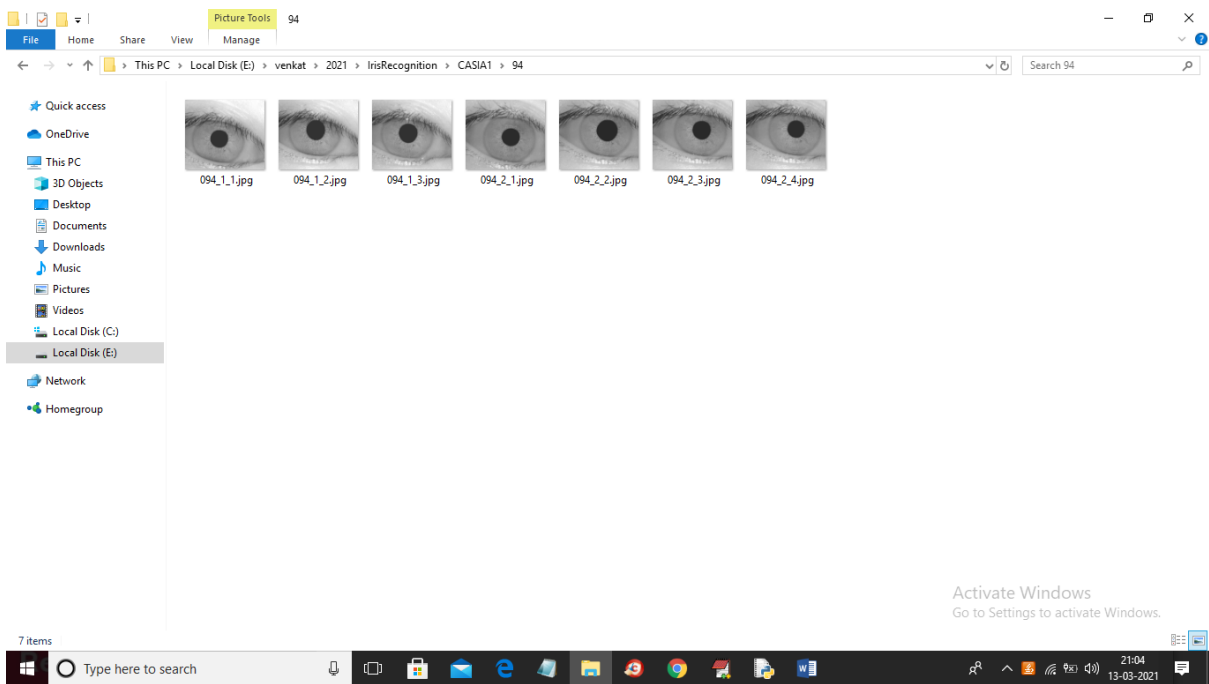 Picture Tools 94
File Home Share View Manage
This PC > Local Disk (E:) > venkat > 2021 > IrisRecognition > CASIA1 > 94
Search 94
Quick access
OneDrive
This PC
3D Objects
Desktop
Documents
Downloads
Music
Pictures
Videos
Local Disk (C:)
Local Disk (E:)
Network
Homegroup
094_1_1.jpg 094_1_2.jpg 094_1_3.jpg 094_2_1.jpg 094_2_2.jpg 094_2_3.jpg 094_2_4.jpg
Activate Windows
Go to Settings to activate Windows.
7 items
Type here to search
21:04
13-03-2021